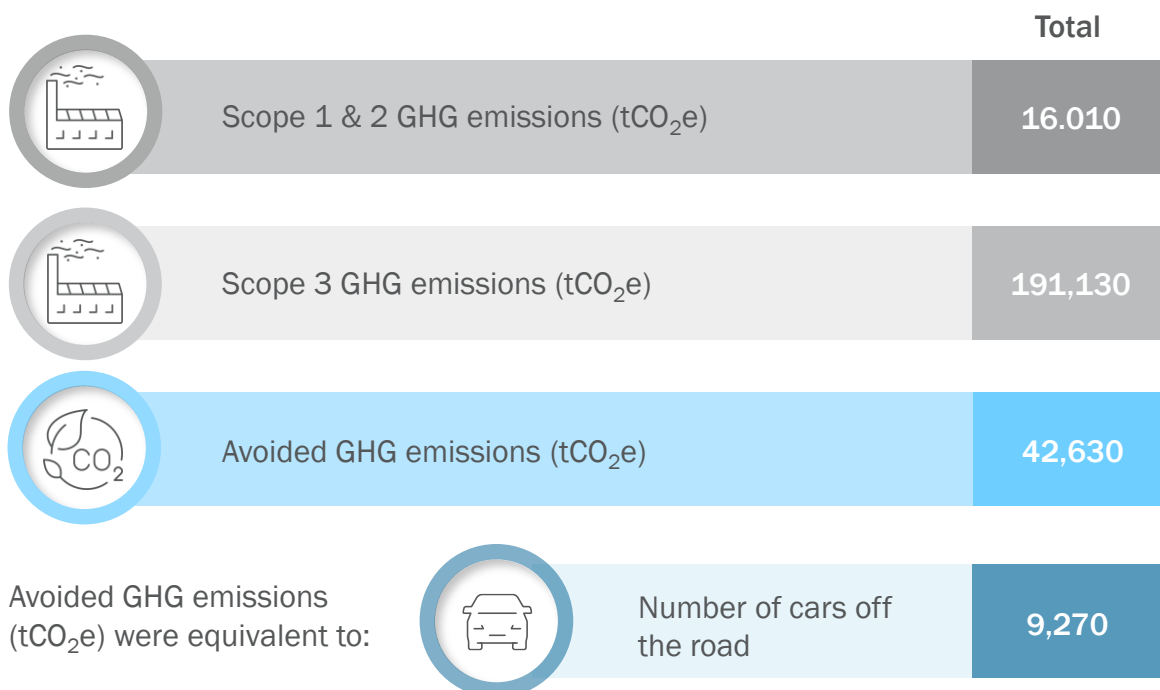 Total
Scope 1 & 2 GHG emissions (tCO₂e)
16.010
Scope 3 GHG emissions (tCO₂e)
191,130
CO₂
Avoided GHG emissions (tCO₂e)
42,630
Avoided GHG emissions
(tCO₂e) were equivalent to:
Number of cars off
the road
9,270